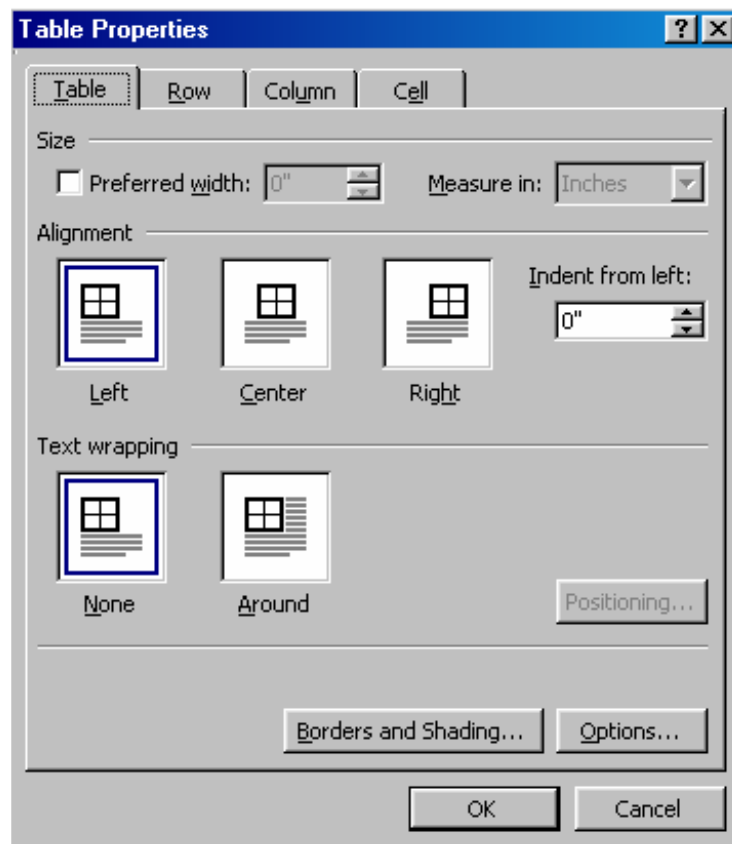 Table Properties
Table Row Column Cell
Size
Preferred width: 0" Measure in: Inches
Alignment
Indent from left:
0"
Left Center Right
Text wrapping
None Around
Positioning...
Borders and Shading... Options...
OK Cancel